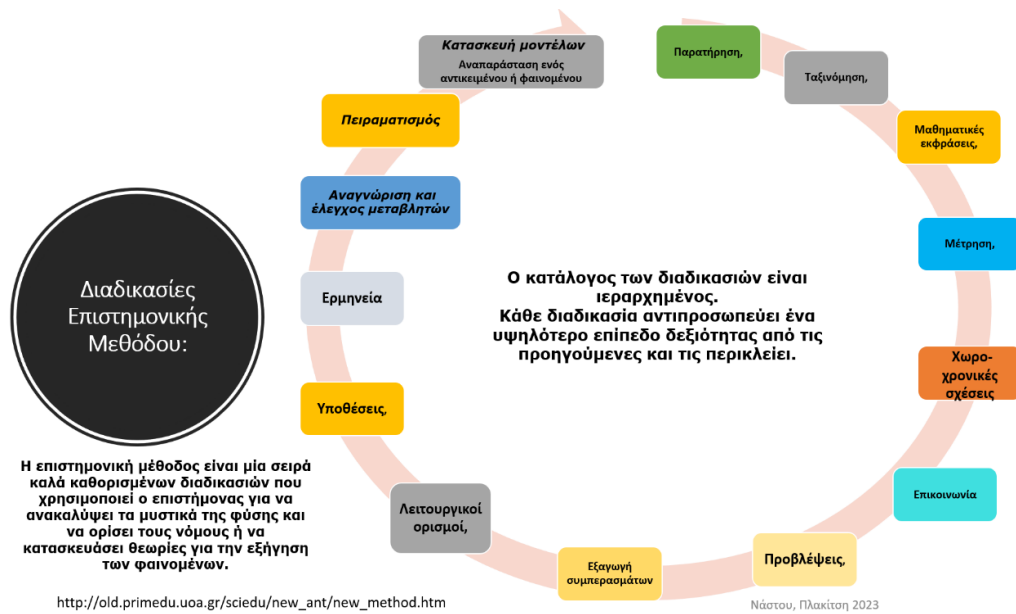 Κατασκευή μοντέλων
Αναπαράσταση ενός
αντικειμένου ή φαινομένου
Παρατήρηση,
Ταξινόμηση,
Μαθηματικές
εκφράσεις,
Μέτρηση,
Χωρο-
χρονικές
σχέσεις
Επικοινωνία
Προβλέψεις,
Εξαγωγή
συμπερασμάτων
Λειτουργικοί
ορισμοί,
Υποθέσεις,
Ερμηνεία
Αναγνώριση και
έλεγχος μεταβλητών
Πειραματισμός
Διαδικασίες
Επιστημονικής
Μεθόδου:
Ο κατάλογος των διαδικασιών είναι
ιεραρχημένος.
Κάθε διαδικασία αντιπροσωπεύει ένα
υψηλότερο επίπεδο δεξιότητας από τις
προηγούμενες και τις περικλείει.
Η επιστημονική μέθοδος είναι μία σειρά
καλά καθορισμένων διαδικασιών που
χρησιμοποιεί ο επιστήμονας για να
ανακαλύψει τα μυστικά της φύσης και
να ορίσει τους νόμους ή να
κατασκευάσει θεωρίες για την εξήγηση
των φαινομένων.
http://old.primedu.uoa.gr/sciedu/new_ant/new_method.htm
Νάστου, Πλακίτση 2023